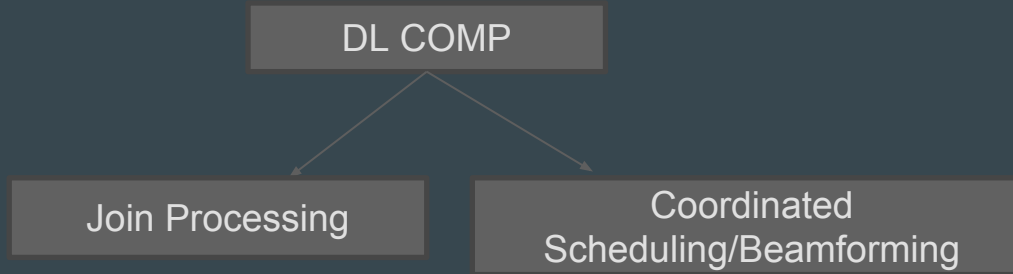 DL COMP
Join Processing
Coordinated
Scheduling/Beamforming